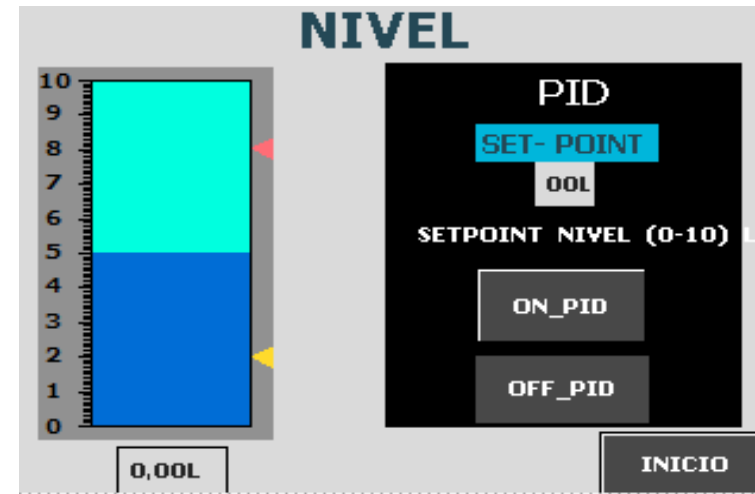 NIVEL
10
9
8
7
6
5
4
3
2
1
0
0,00L
PID
SET- POINT
00L
SETPOINT NIVEL (0-10) L
ON_PID
OFF_PID
INICIO